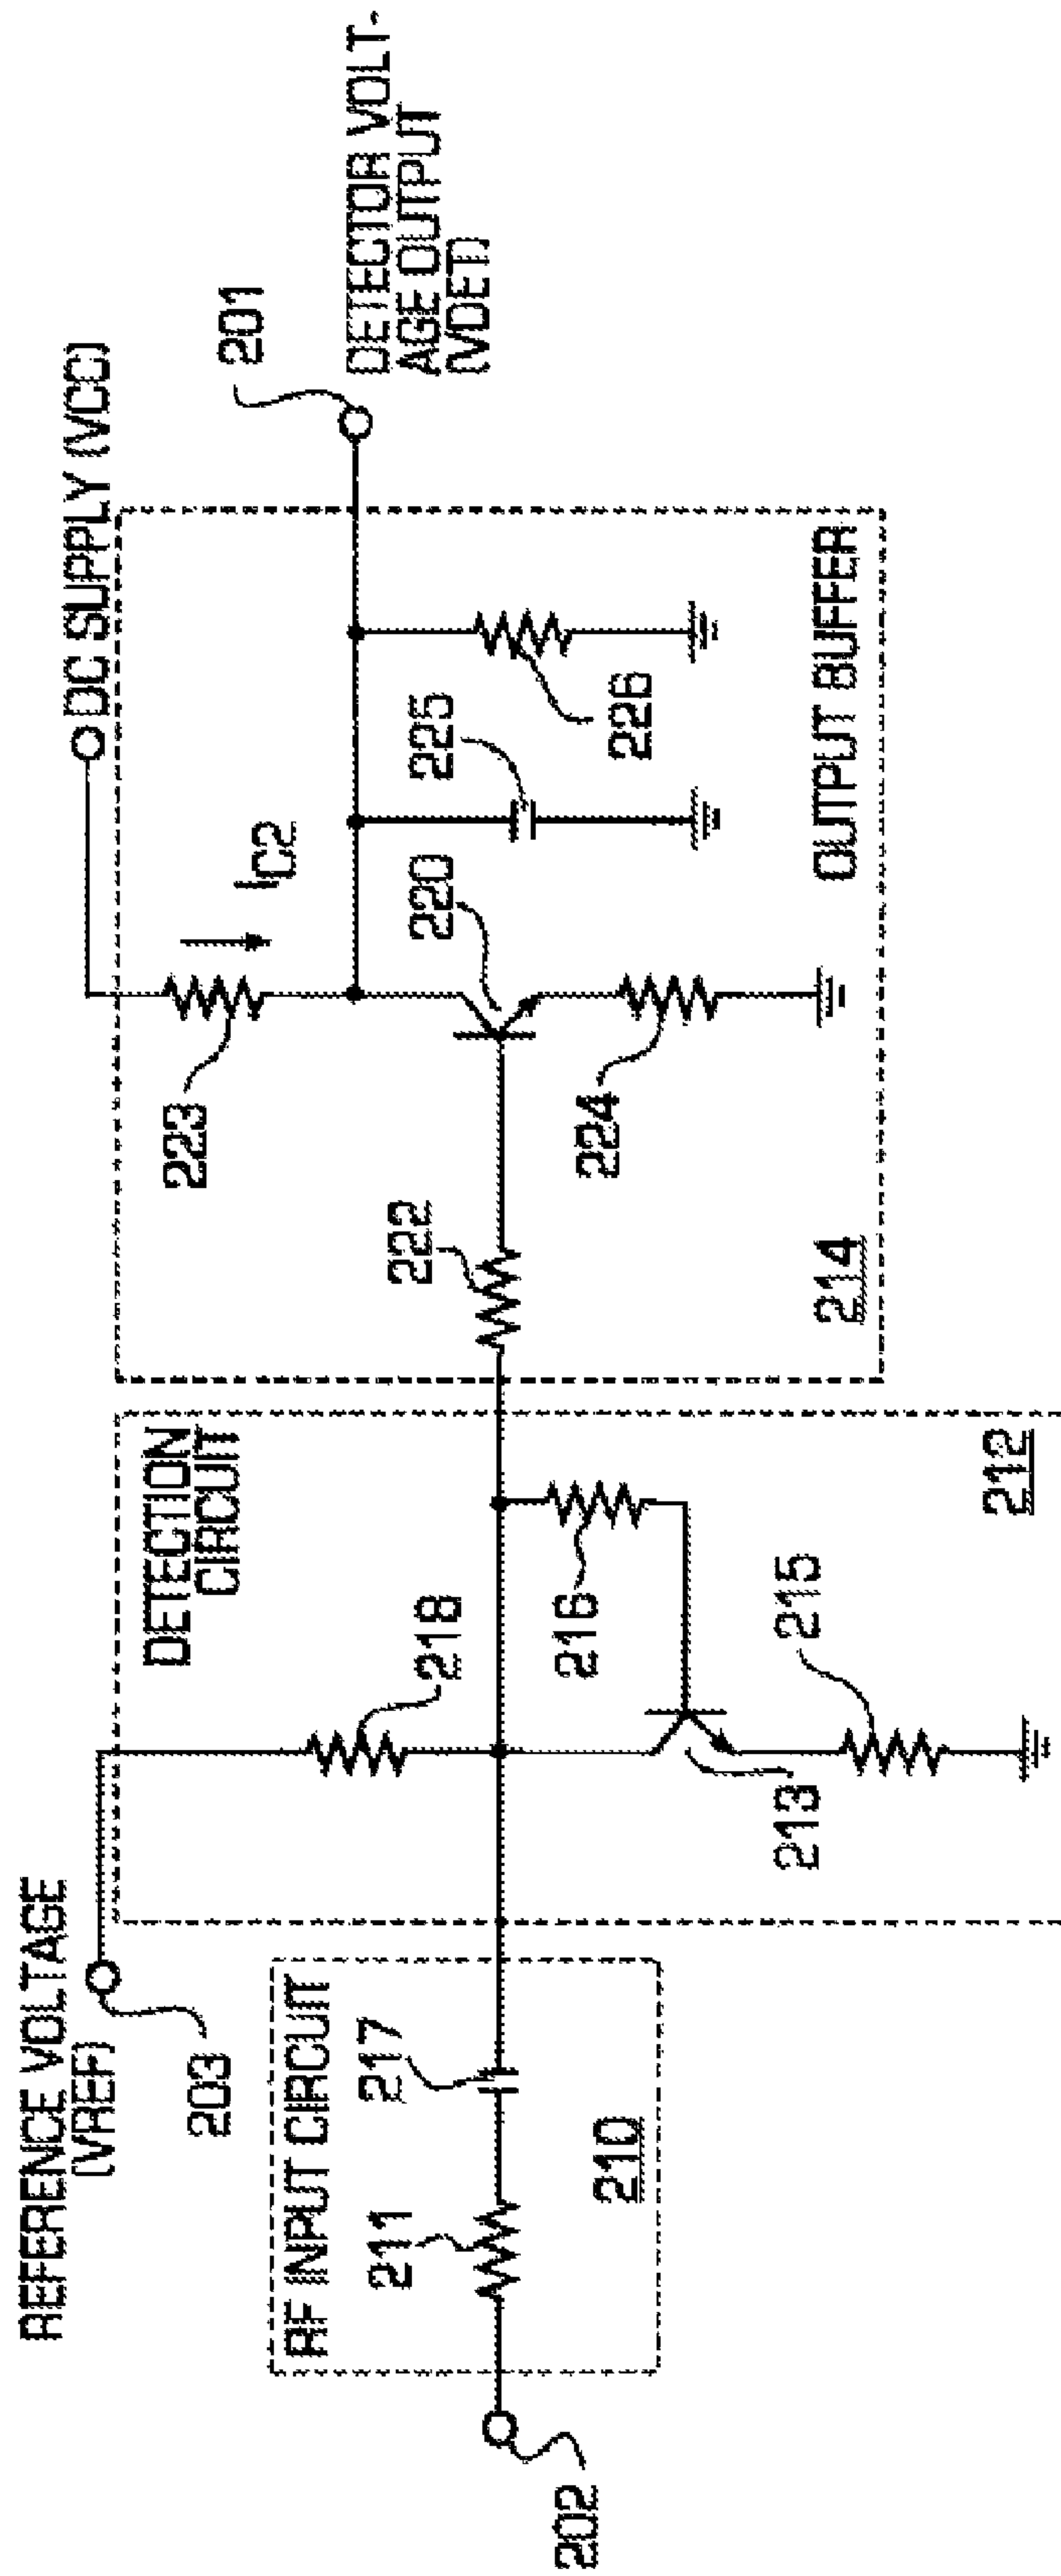 REFERENCE VOLTAGE
(VREF)
203
DC SUPPLY (VCC)
DETECTION
CIRCUIT
218
223
IC2
201
DETECTOR VOLT-
AGE OUTPUT
(VDET)
RF INPUT CIRCUIT
211
217
222
220
225
216
226
224
202
210
213
215
214
OUTPUT BUFFER
212